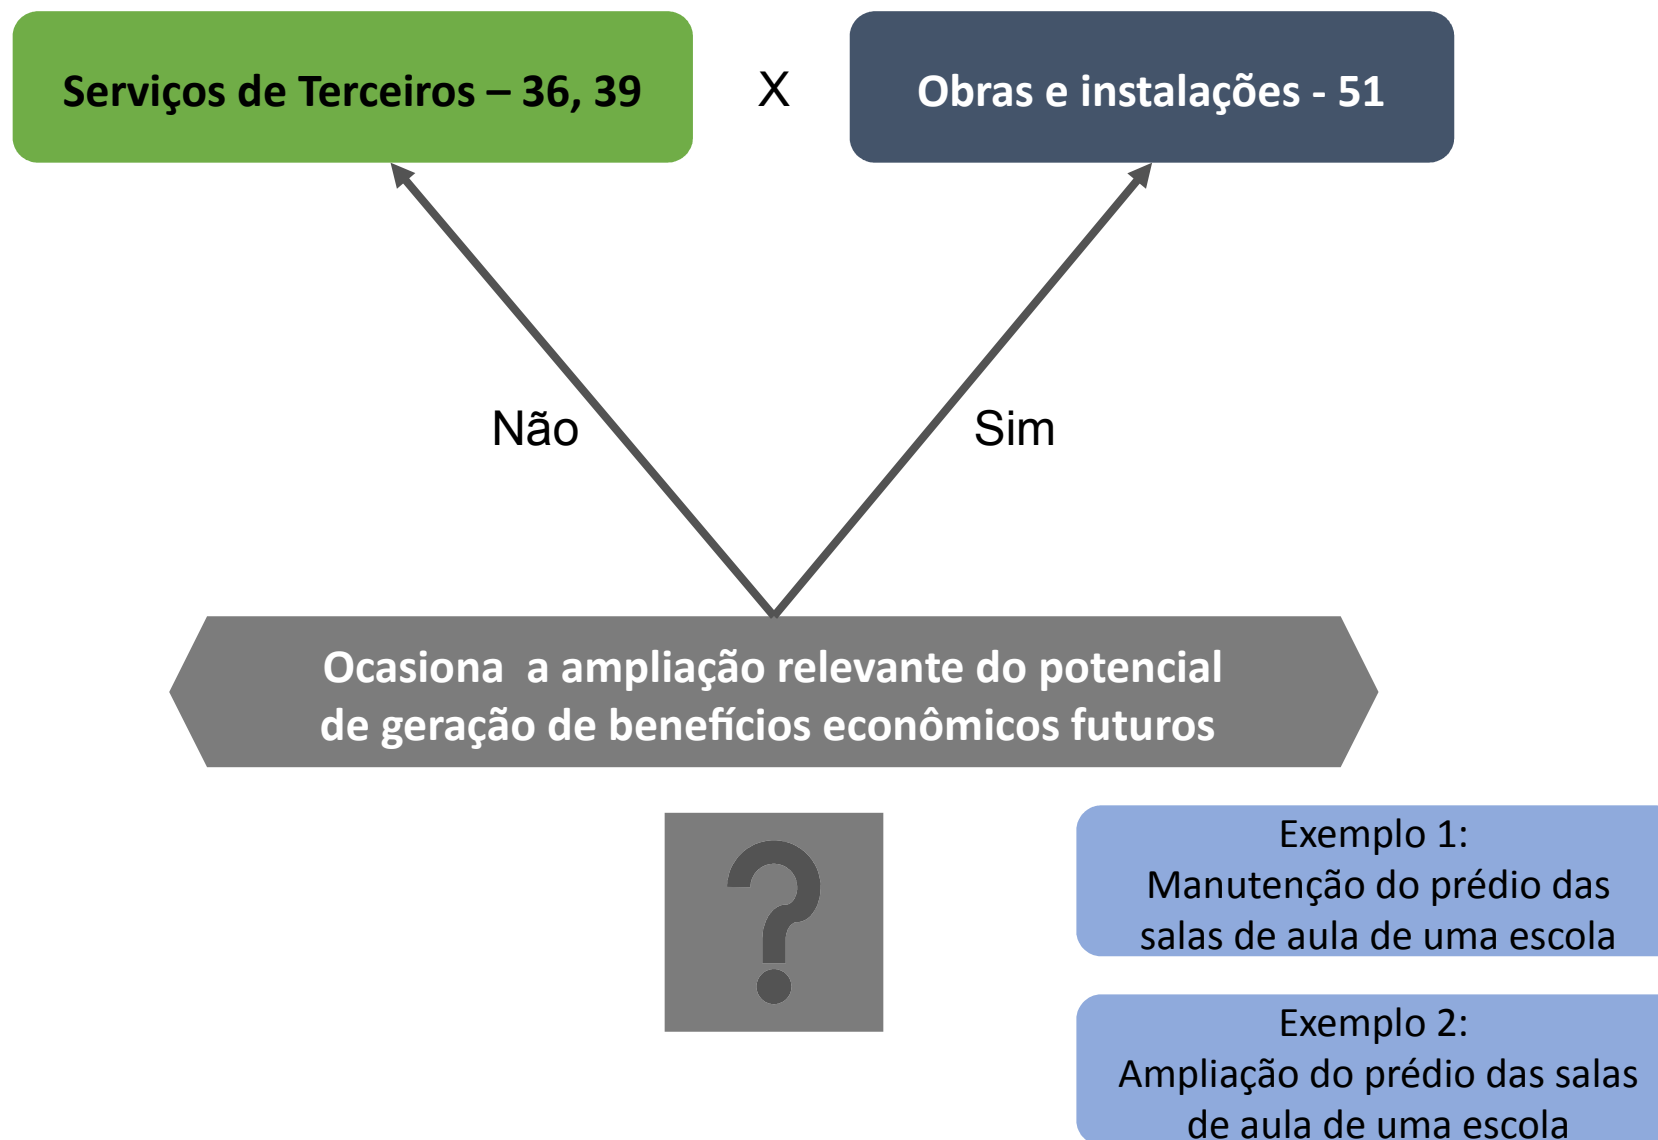 Serviços de Terceiros – 36, 39
X
Obras e instalações - 51
Não
Sim
Ocasiona  a ampliação relevante do potencial
de geração de benefícios econômicos futuros
?
Exemplo 1:
Manutenção do prédio das
salas de aula de uma escola
Exemplo 2:
Ampliação do prédio das salas
de aula de uma escola